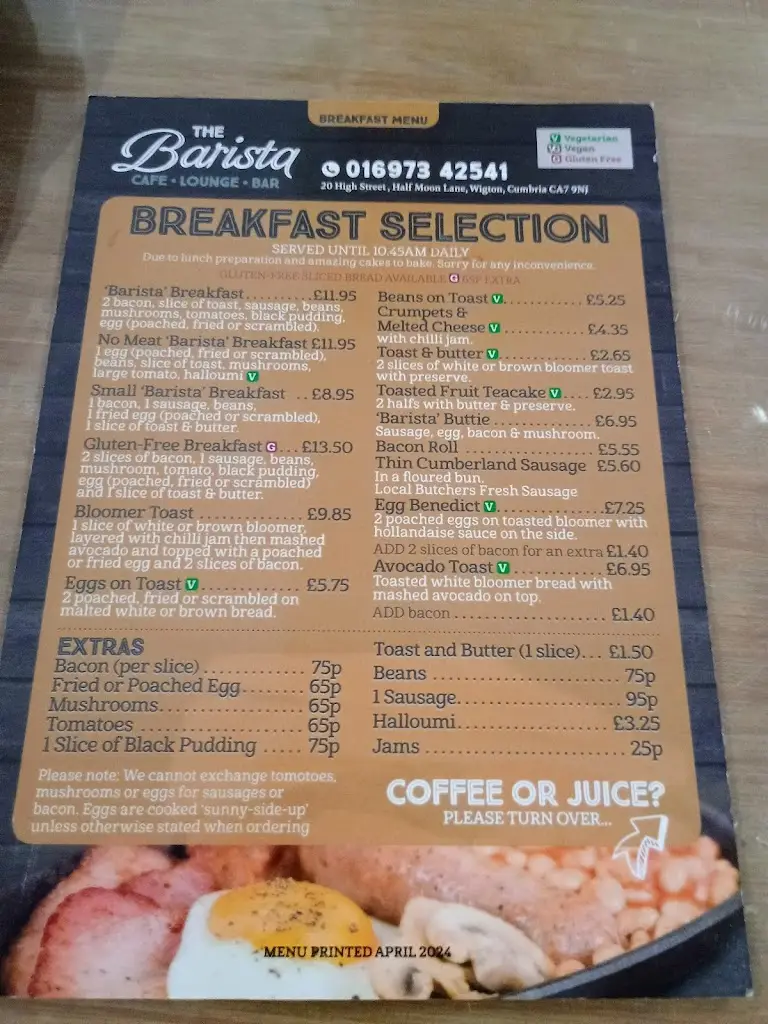 BREAKFAST MENU
THE
Barista
CAFE • LOUNGE • BAR
016973 42541
20 High Street, Half Moon Lane, Wigton, Cumbria CA7 9NJ
V Vegetarian
VG Vegan
G Gluten Free
BREAKFAST SELECTION
SERVED UNTIL 10.45AM DAILY
Due to lunch preparation and amazing cakes to bake. Sorry for any inconvenience.
GLUTEN-FREE SLICED BREAD AVAILABLE G 65P EXTRA
'Barista' Breakfast..........£11.95
2 bacon, slice of toast, sausage, beans,
mushrooms, tomatoes, black pudding,
egg (poached, fried or scrambled).
No Meat 'Barista' Breakfast £11.95
1 egg (poached, fried or scrambled),
beans, slice of toast, mushrooms,
large tomato, halloumi V
Small 'Barista' Breakfast .. £8.95
1 bacon, 1 sausage, beans,
1 fried egg (poached or scrambled),
1 slice of toast & butter.
Gluten-Free Breakfast G... £13.50
2 slices of bacon, 1 sausage, beans,
mushroom, tomato, black pudding,
egg (poached, fried or scrambled)
and 1 slice of toast & butter.
Bloomer Toast .................. £9.85
1 slice of white or brown bloomer,
layered with chilli jam then mashed
avocado and topped with a poached
or fried egg and 2 slices of bacon.
Eggs on Toast V................ £5.75
2 poached, fried or scrambled on
malted white or brown bread.
Beans on Toast V............... £5.25
Crumpets &
Melted Cheese V................ £4.35
with chilli jam.
Toast & butter V................ £2.65
2 slices of white or brown bloomer toast
with preserve.
Toasted Fruit Teacake V..... £2.95
2 halfs with butter & preserve.
'Barista' Buttie .................. £6.95
Sausage, egg, bacon & mushroom.
Bacon Roll ....................... £5.55
Thin Cumberland Sausage £5.60
In a floured bun.
Local Butchers Fresh Sausage
Egg Benedict V.................. £7.25
2 poached eggs on toasted bloomer with
hollandaise sauce on the side.
ADD 2 slices of bacon for an extra £1.40
Avocado Toast V................ £6.95
Toasted white bloomer bread with
mashed avocado on top.
ADD bacon ....................... £1.40
EXTRAS
Bacon (per slice) ............... 75p
Fried or Poached Egg........ 65p
Mushrooms...................... 65p
Tomatoes ......................... 65p
1 Slice of Black Pudding ..... 75p
Toast and Butter (1 slice)... £1.50
Beans ............................. 75p
1 Sausage......................... 95p
Halloumi......................... £3.25
Jams ............................... 25p
Please note: We cannot exchange tomotoes,
mushrooms or eggs for sausages or
bacon. Eggs are cooked 'sunny-side-up'
unless otherwise stated when ordering
COFFEE OR JUICE?
PLEASE TURN OVER...
MENU PRINTED APRIL 2024